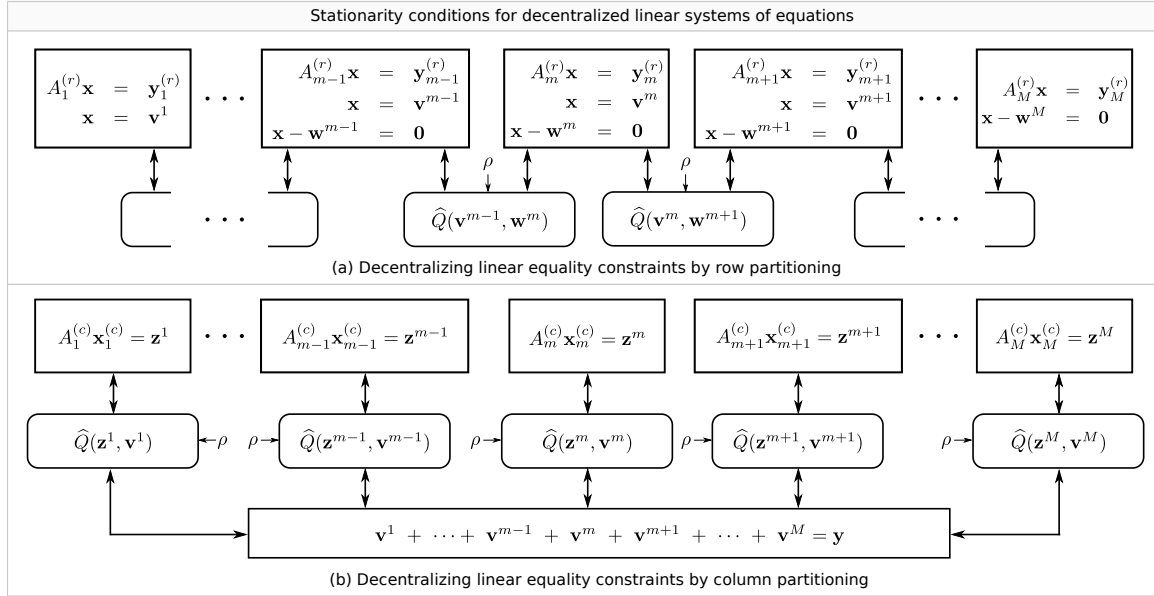 Stationarity conditions for decentralized linear systems of equations
A₁⁽ʳ⁾x = y₁⁽ʳ⁾
x = v¹
· · ·
A_{m−1}^{(r)}x = y_{m−1}^{(r)}
x = v^{m−1}
x − w^{m−1} = 0
A_m^{(r)}x = y_m^{(r)}
x = v^m
x − w^m = 0
A_{m+1}^{(r)}x = y_{m+1}^{(r)}
x = v^{m+1}
x − w^{m+1} = 0
· · ·
A_M^{(r)}x = y_M^{(r)}
x − w^M = 0
ρ ρ
· · · Q̂(v^{m−1}, w^m) Q̂(v^m, w^{m+1}) · · ·
(a) Decentralizing linear equality constraints by row partitioning
A_1^{(c)}x_1^{(c)} = z^1 · · · A_{m−1}^{(c)}x_{m−1}^{(c)} = z^{m−1} A_m^{(c)}x_m^{(c)} = z^m A_{m+1}^{(c)}x_{m+1}^{(c)} = z^{m+1} · · · A_M^{(c)}x_M^{(c)} = z^M
Q̂(z^1, v^1) ρ ρ Q̂(z^{m−1}, v^{m−1}) ρ Q̂(z^m, v^m) ρ Q̂(z^{m+1}, v^{m+1}) ρ Q̂(z^M, v^M)
v^1 + ··· + v^{m−1} + v^m + v^{m+1} + ··· + v^M = y
(b) Decentralizing linear equality constraints by column partitioning